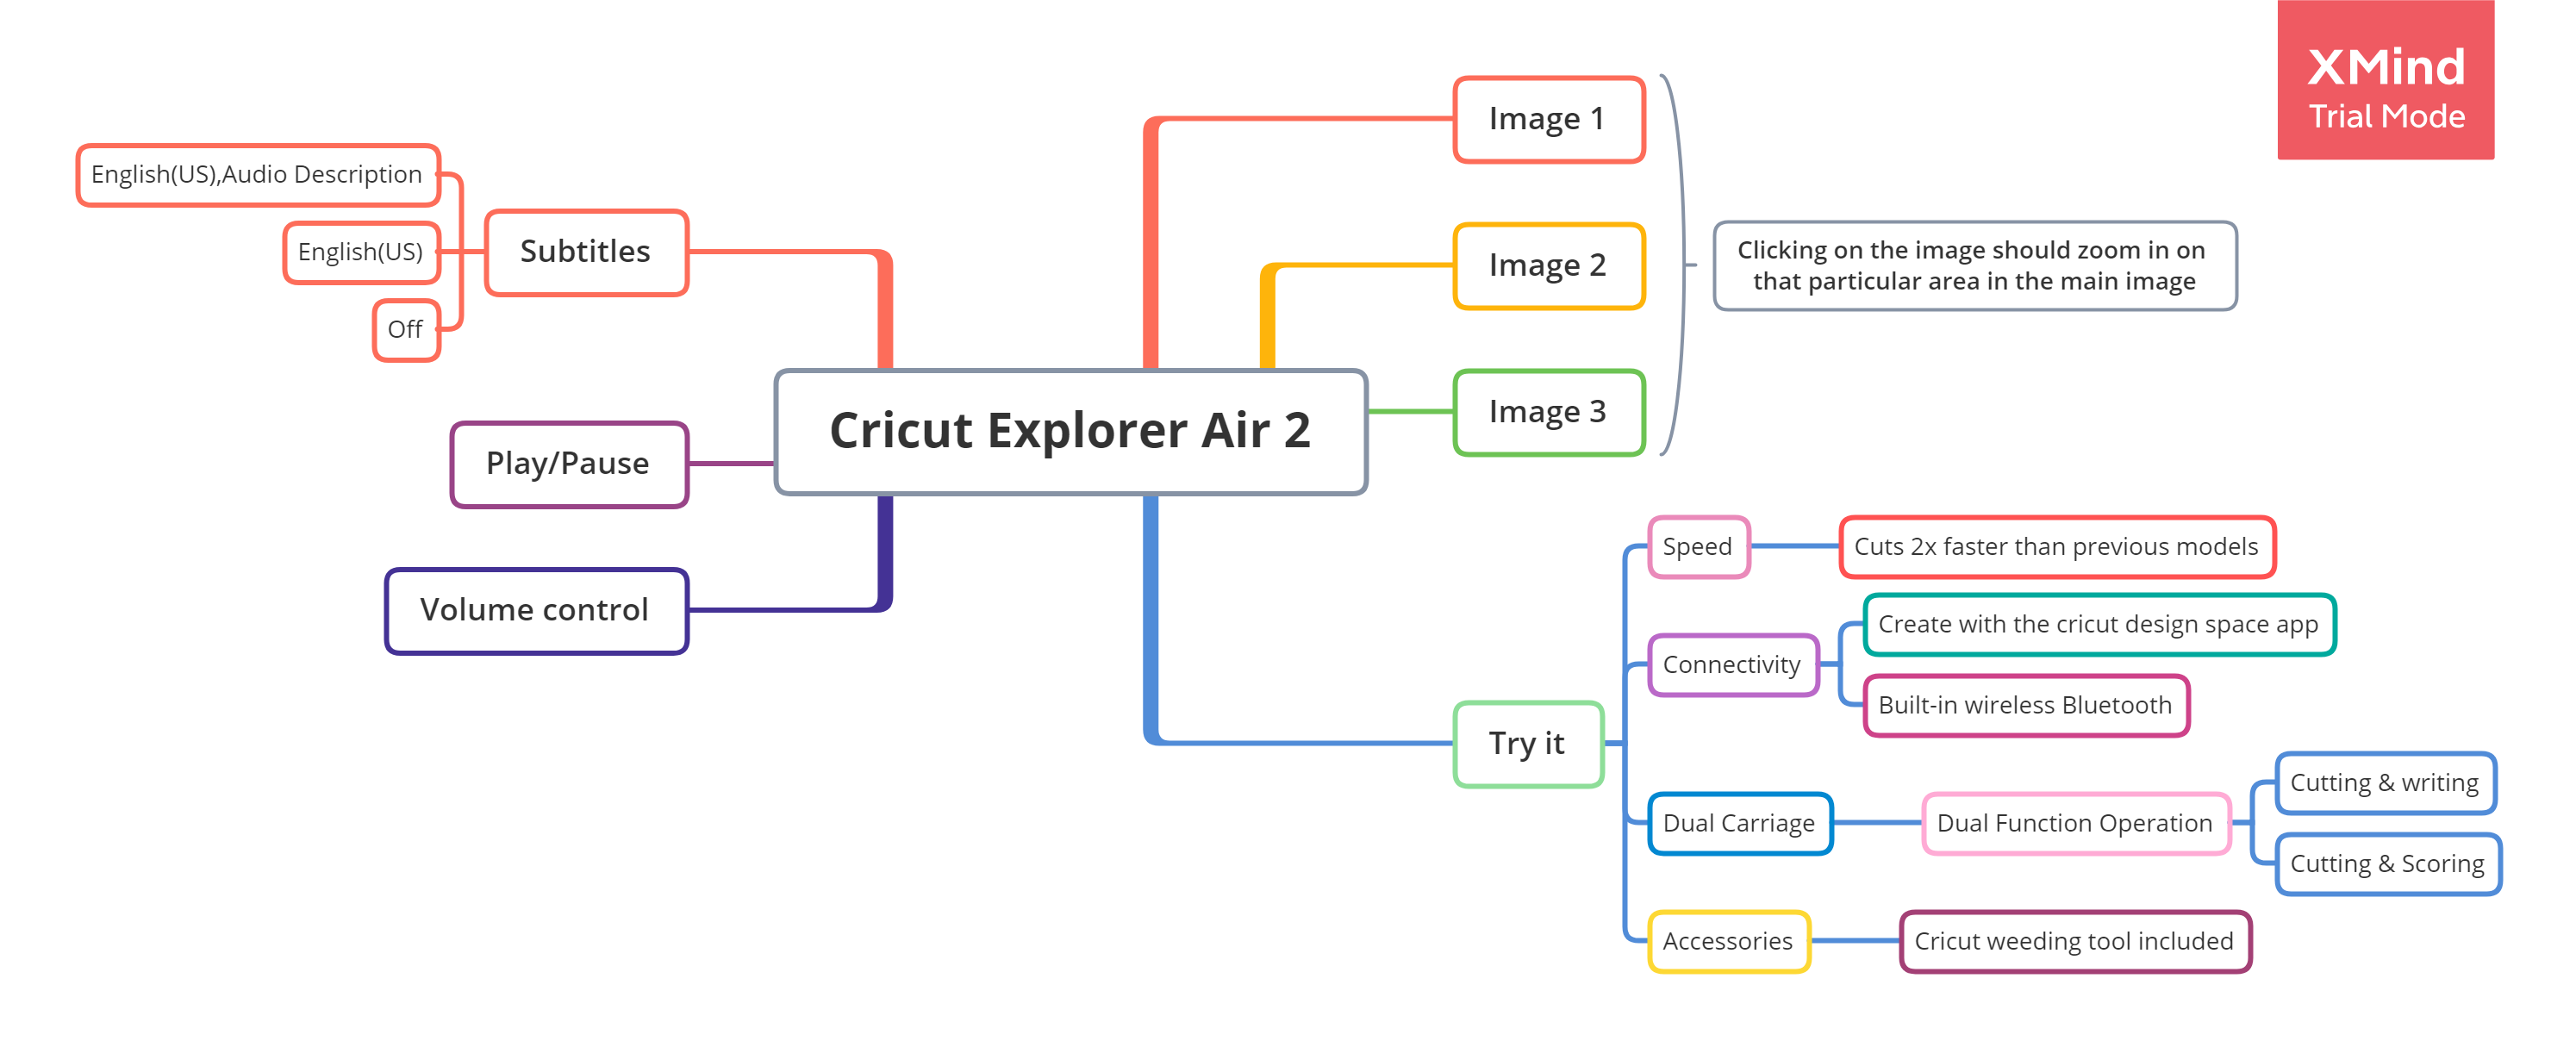 XMind
Trial Mode
Image 1
English(US),Audio Description
Subtitles
English(US)
Off
Image 2
Clicking on the image should zoom in on
that particular area in the main image
Image 3
Cricut Explorer Air 2
Play/Pause
Volume control
Speed
Cuts 2x faster than previous models
Connectivity
Create with the cricut design space app
Built-in wireless Bluetooth
Try it
Dual Carriage
Dual Function Operation
Cutting & writing
Cutting & Scoring
Accessories
Cricut weeding tool included